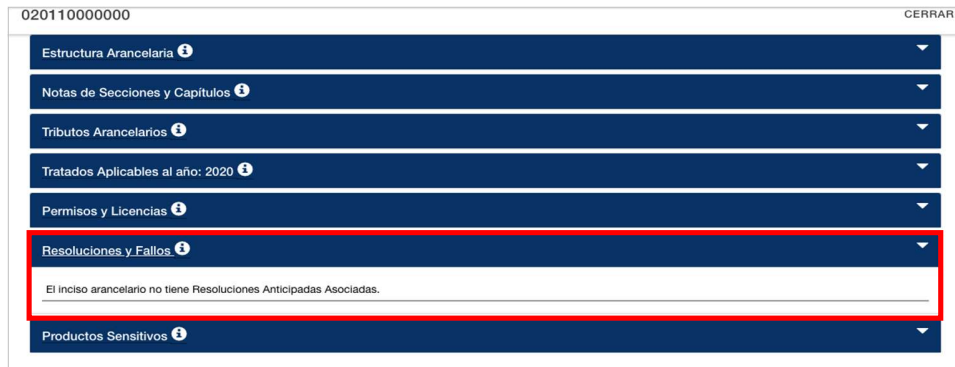 020110000000 CERRAR
Estructura Arancelaria
Notas de Secciones y Capítulos
Tributos Arancelarios
Tratados Aplicables al año: 2020
Permisos y Licencias
Resoluciones y Fallos
El inciso arancelario no tiene Resoluciones Anticipadas Asociadas.
Productos Sensitivos